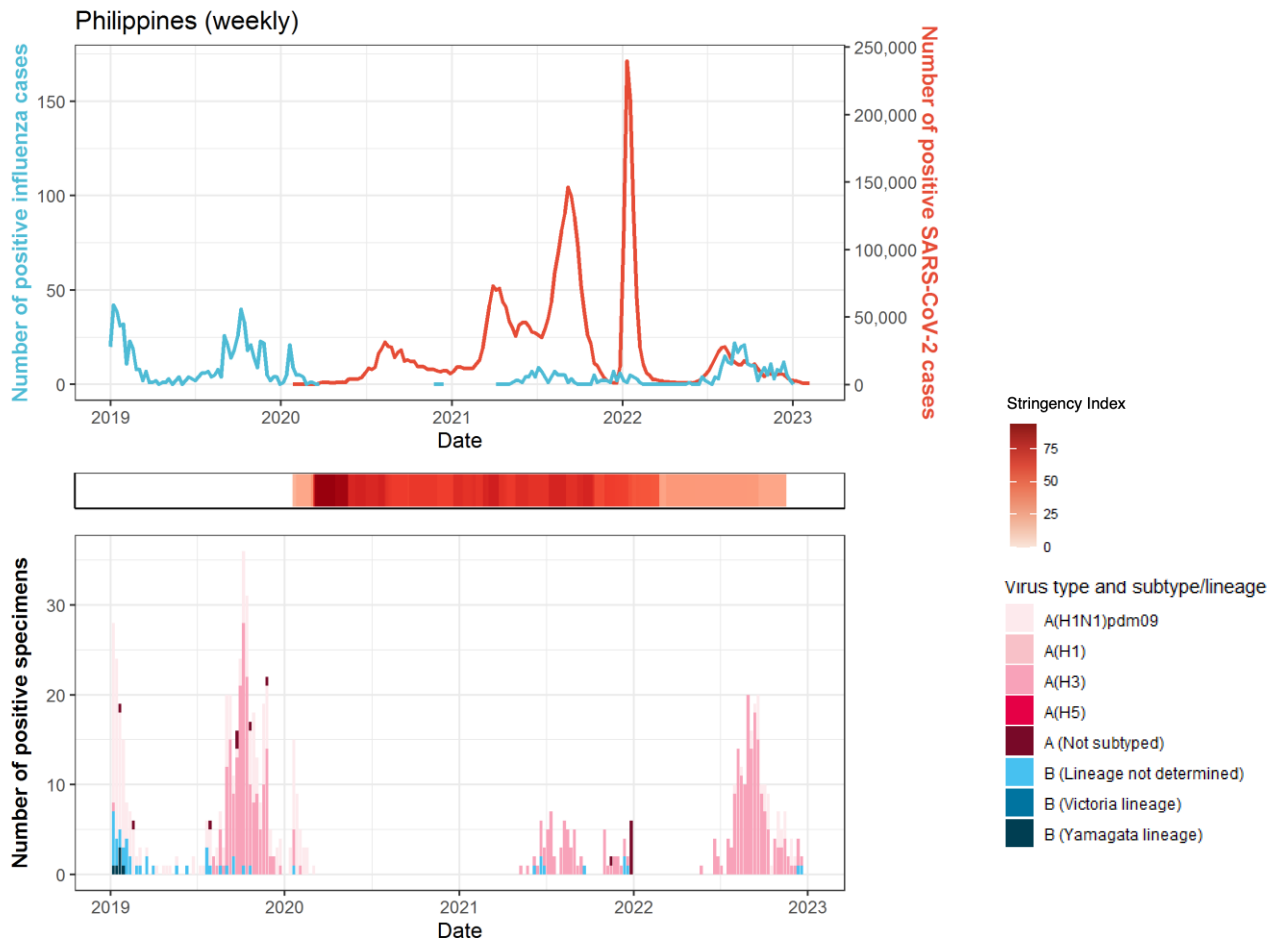 Philippines (weekly)
Number of positive influenza cases
150
100
50
0
250,000
200,000
150,000
100,000
50,000
0
Number of positive SARS-CoV-2 cases
2019
2020
2021
2022
2023
Date
Stringency Index
75
50
25
0
Number of positive specimens
30
20
10
0
2019
2020
2021
2022
2023
Date
Virus type and subtype/lineage
A(H1N1)pdm09
A(H1)
A(H3)
A(H5)
A (Not subtyped)
B (Lineage not determined)
B (Victoria lineage)
B (Yamagata lineage)